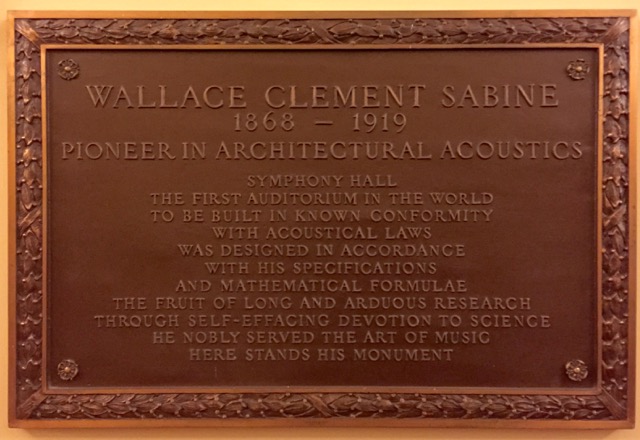 WALLACE CLEMENT SABINE
1868 – 1919
PIONEER IN ARCHITECTURAL ACOUSTICS
SYMPHONY HALL
THE FIRST AUDITORIUM IN THE WORLD
TO BE BUILT IN KNOWN CONFORMITY
WITH ACOUSTICAL LAWS
WAS DESIGNED IN ACCORDANCE
WITH HIS SPECIFICATIONS
AND MATHEMATICAL FORMULAE
THE FRUIT OF LONG AND ARDUOUS RESEARCH
THROUGH SELF-EFFACING DEVOTION TO SCIENCE
HE NOBLY SERVED THE ART OF MUSIC
HERE STANDS HIS MONUMENT